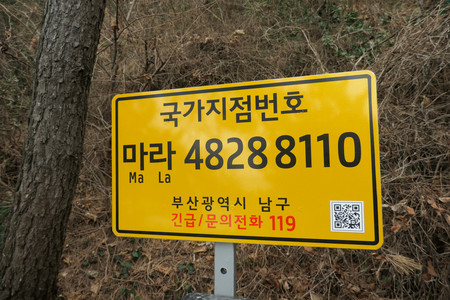 국가지점번호
마라 4828 8110
Ma La
부산광역시 남구
긴급/문의전화 119